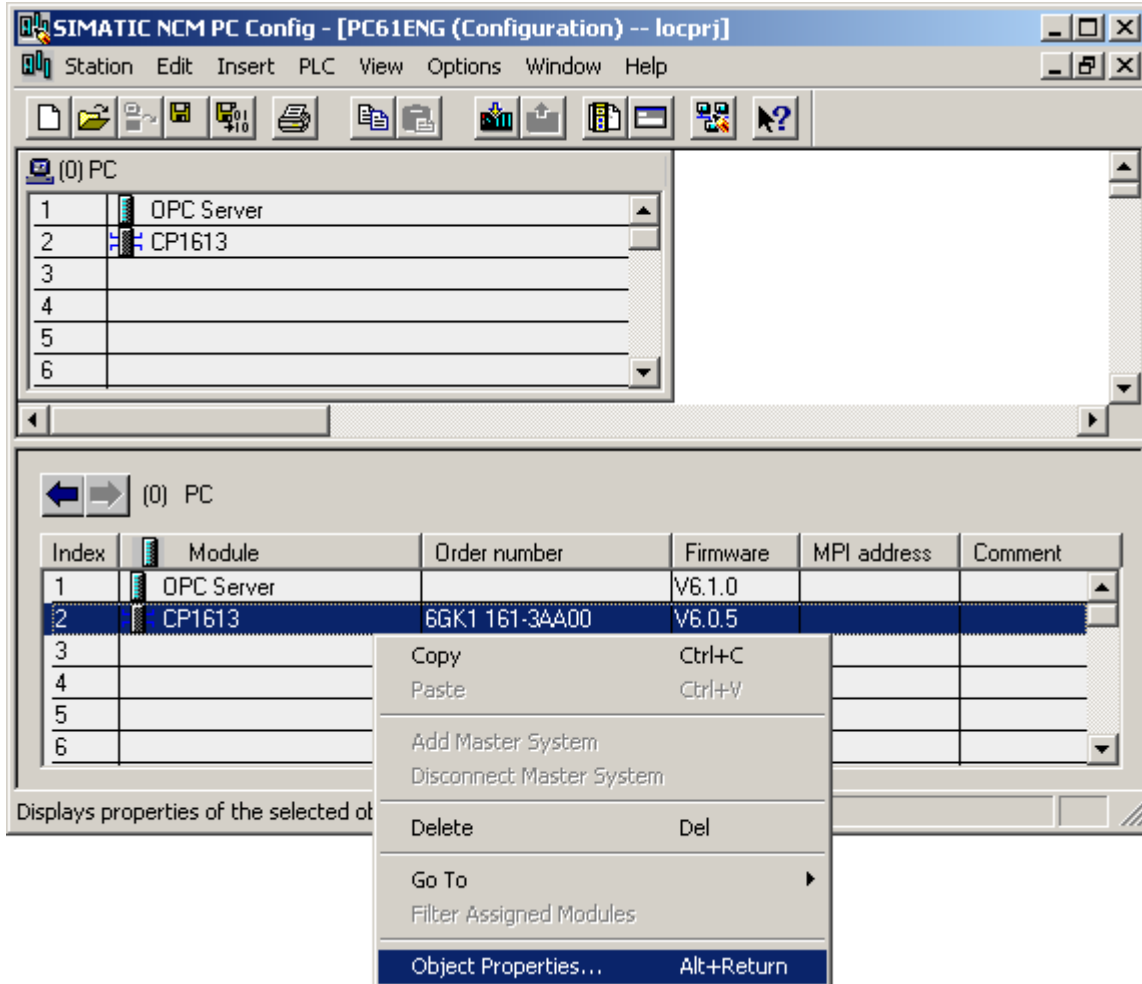 SIMATIC NCM PC Config - [PC61ENG (Configuration) -- locprj]
Station Edit Insert PLC View Options Window Help
(0) PC
1 OPC Server
2 CP1613
3
4
5
6
(0) PC
Index Module Order number Firmware MPI address Comment
1 OPC Server V6.1.0
2 CP1613 6GK1 161-3AA00 V6.0.5
3
4
5
6
Copy Ctrl+C
Paste Ctrl+V
Add Master System
Disconnect Master System
Displays properties of the selected
Delete Del
Go To
Filter Assigned Modules
Object Properties... Alt+Return